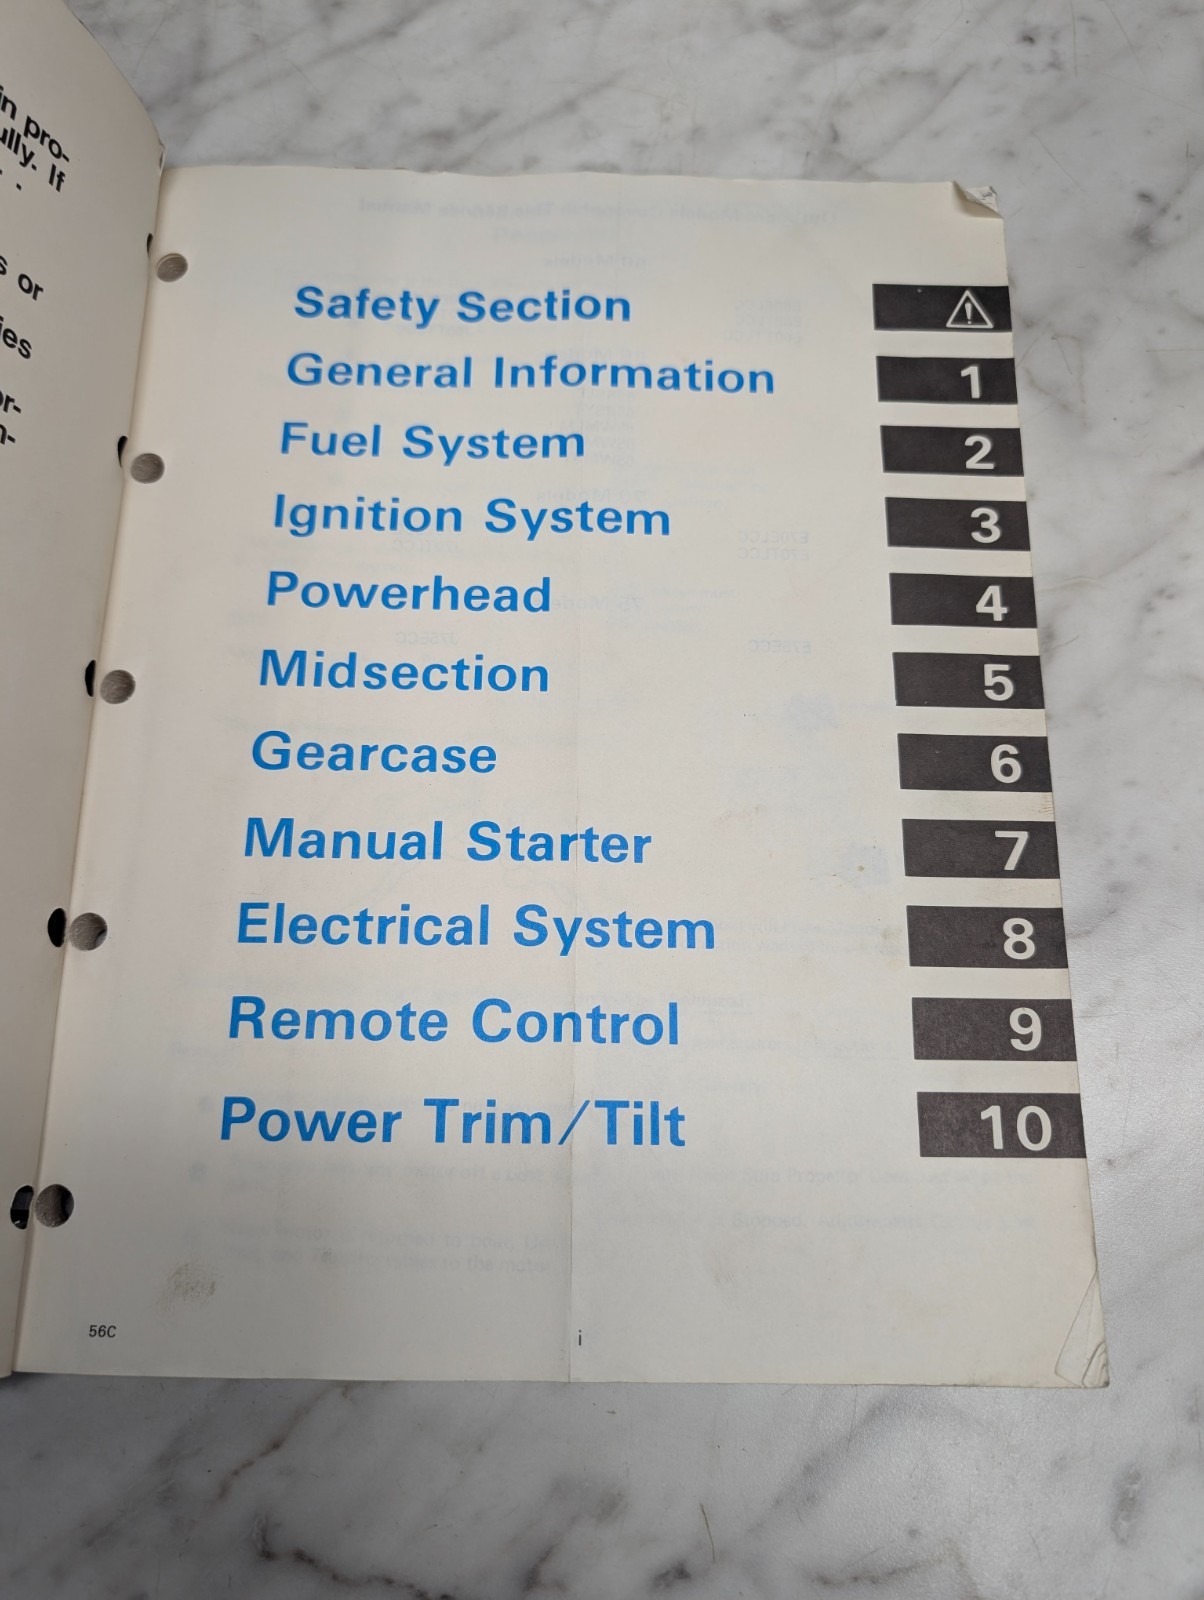 in pro-
ully. If
s or
ies
or-
n-
Safety Section
General Information 1
Fuel System 2
Ignition System 3
Powerhead 4
Midsection 5
Gearcase 6
Manual Starter 7
Electrical System 8
Remote Control 9
Power Trim/Tilt 10
56C
i